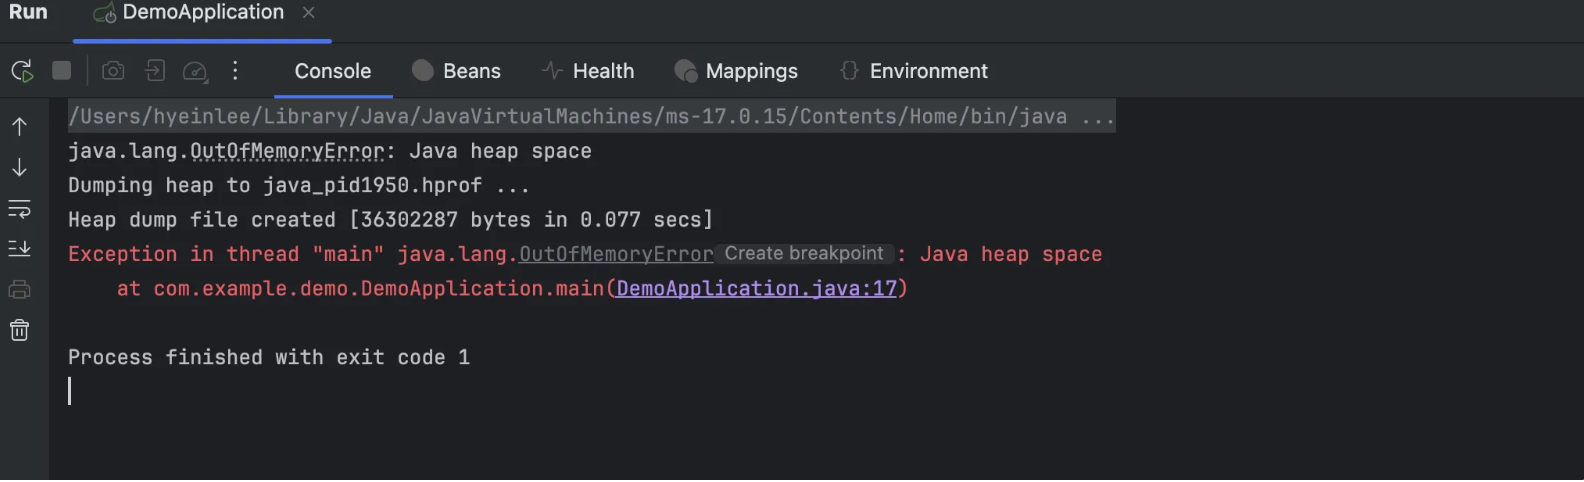 Run DemoApplication
Console Beans Health Mappings Environment
/Users/hyeinlee/Library/Java/JavaVirtualMachines/ms-17.0.15/Contents/Home/bin/java ...
java.lang.OutOfMemoryError: Java heap space
Dumping heap to java_pid1950.hprof ...
Heap dump file created [36302287 bytes in 0.077 secs]
Exception in thread "main" java.lang.OutOfMemoryError Create breakpoint : Java heap space
at com.example.demo.DemoApplication.main(DemoApplication.java:17)
Process finished with exit code 1